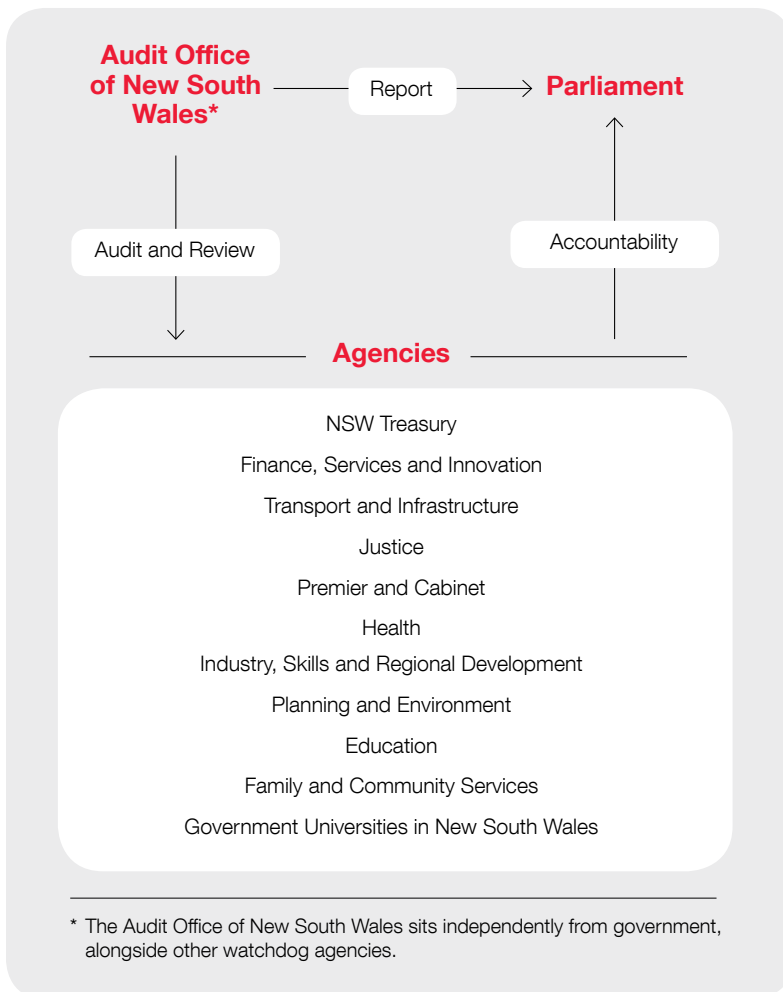 Audit Office
of New South
Wales*
Report
Parliament
Audit and Review
Accountability
Agencies
NSW Treasury
Finance, Services and Innovation
Transport and Infrastructure
Justice
Premier and Cabinet
Health
Industry, Skills and Regional Development
Planning and Environment
Education
Family and Community Services
Government Universities in New South Wales
* The Audit Office of New South Wales sits independently from government,
alongside other watchdog agencies.